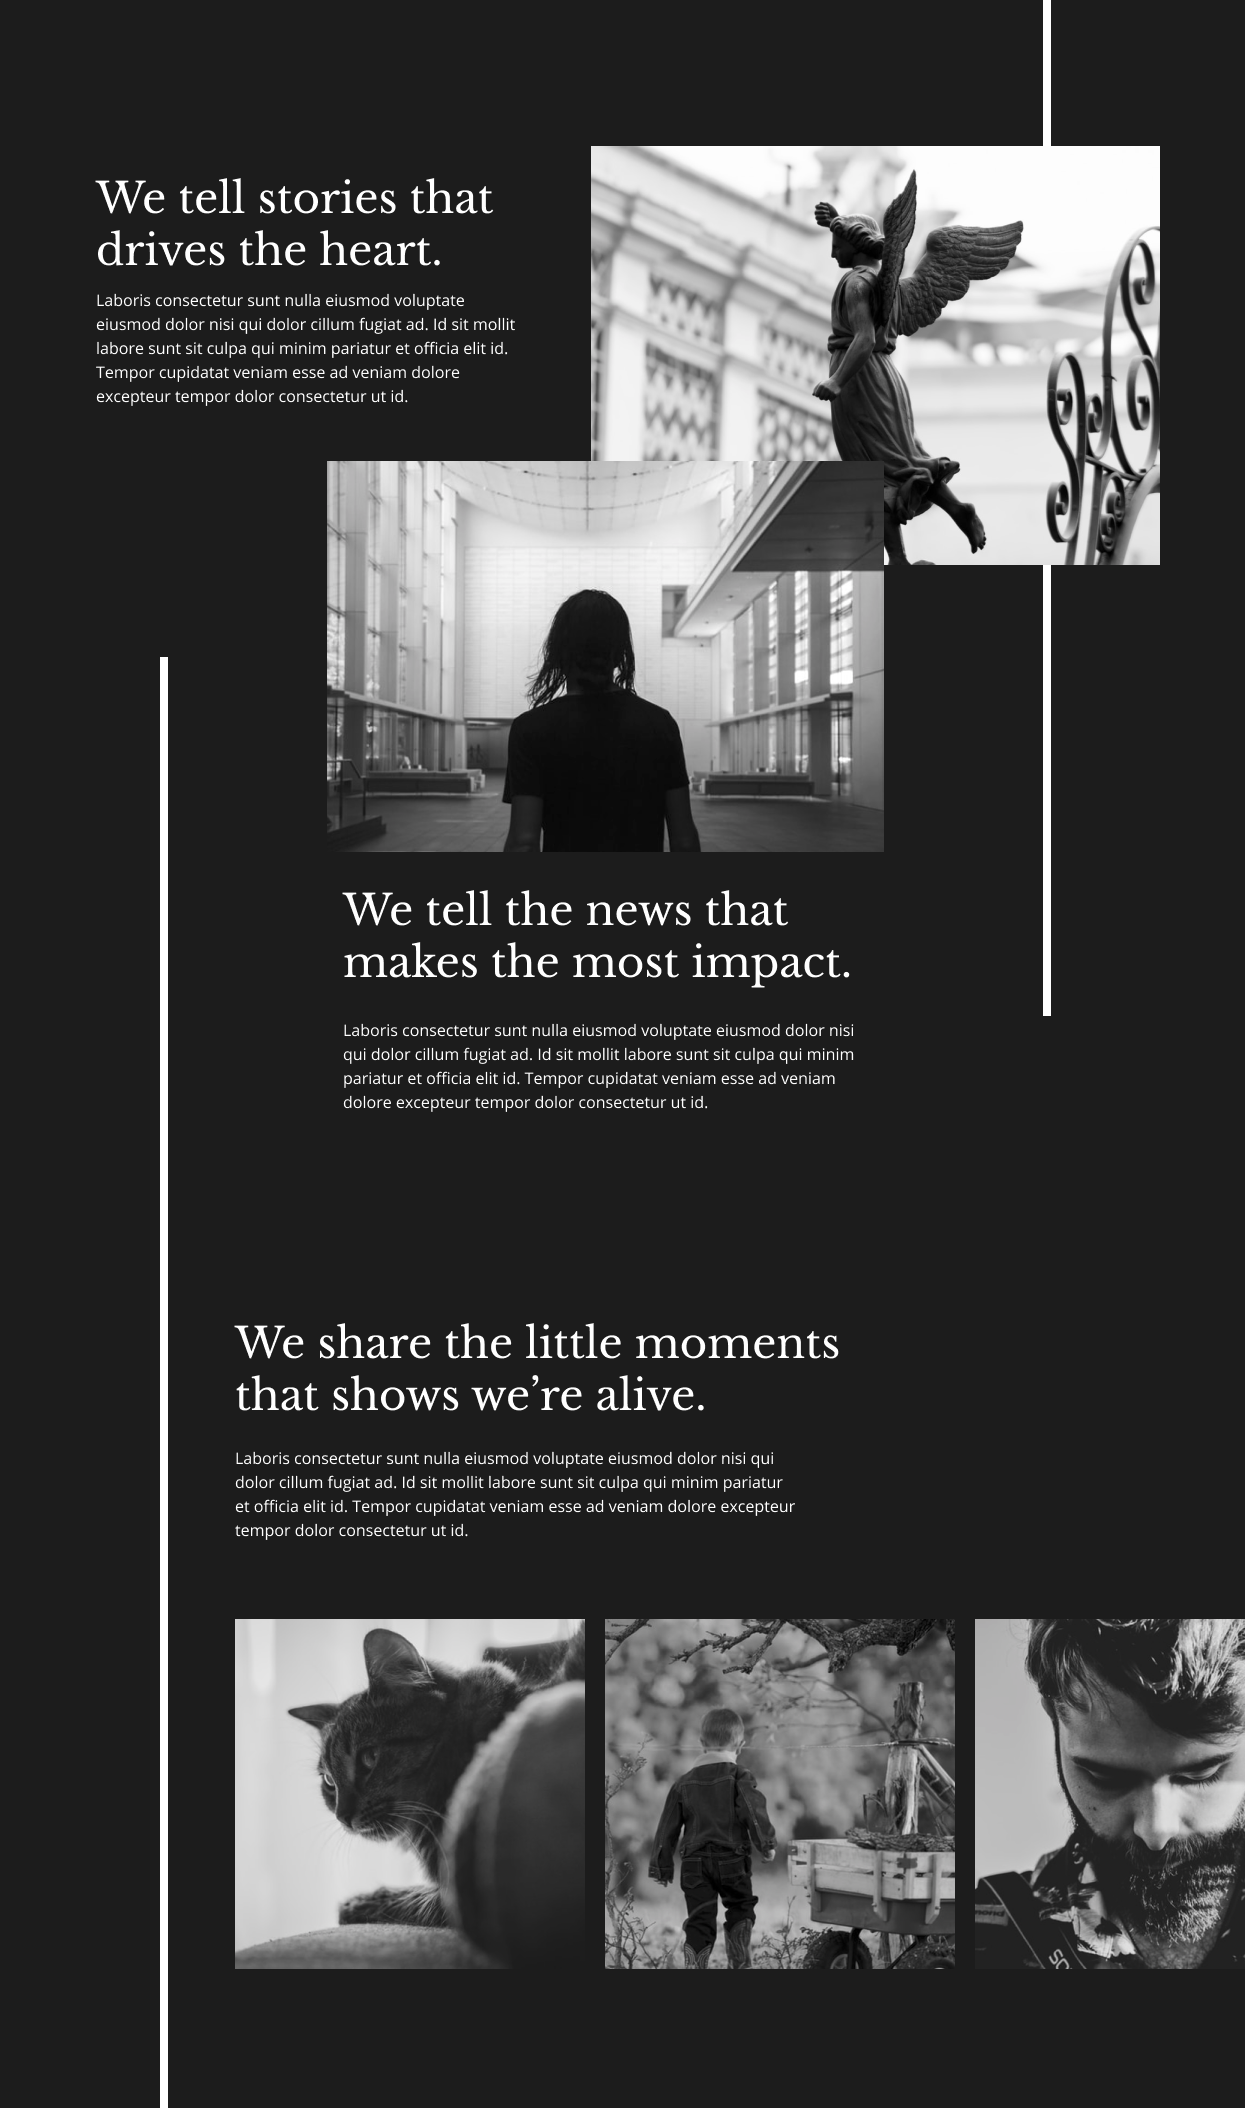 We tell stories that
drives the heart.
Laboris consectetur sunt nulla eiusmod voluptate
eiusmod dolor nisi qui dolor cillum fugiat ad. Id sit mollit
labore sunt sit culpa qui minim pariatur et officia elit id.
Tempor cupidatat veniam esse ad veniam dolore
excepteur tempor dolor consectetur ut id.
We tell the news that
makes the most impact.
Laboris consectetur sunt nulla eiusmod voluptate eiusmod dolor nisi
qui dolor cillum fugiat ad. Id sit mollit labore sunt sit culpa qui minim
pariatur et officia elit id. Tempor cupidatat veniam esse ad veniam
dolore excepteur tempor dolor consectetur ut id.
We share the little moments
that shows we’re alive.
Laboris consectetur sunt nulla eiusmod voluptate eiusmod dolor nisi qui
dolor cillum fugiat ad. Id sit mollit labore sunt sit culpa qui minim pariatur
et officia elit id. Tempor cupidatat veniam esse ad veniam dolore excepteur
tempor dolor consectetur ut id.